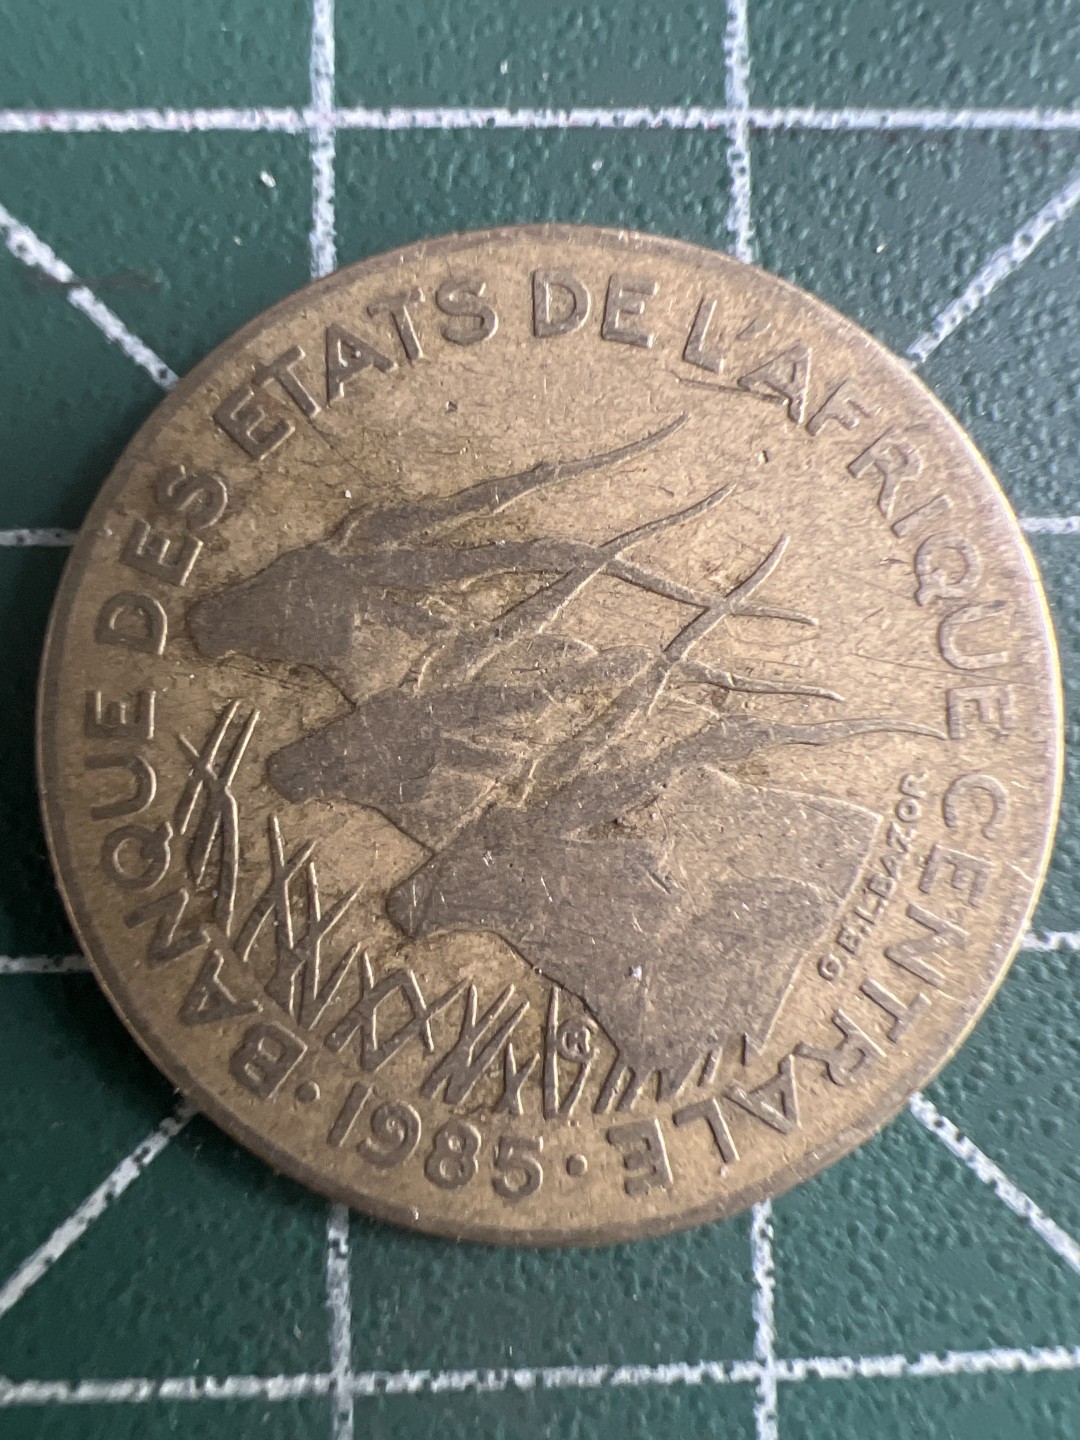 BANQUE DES ETATS DE L'AFRIQUE CENTRALE
· 1985 ·
G.B.L.BAZOR